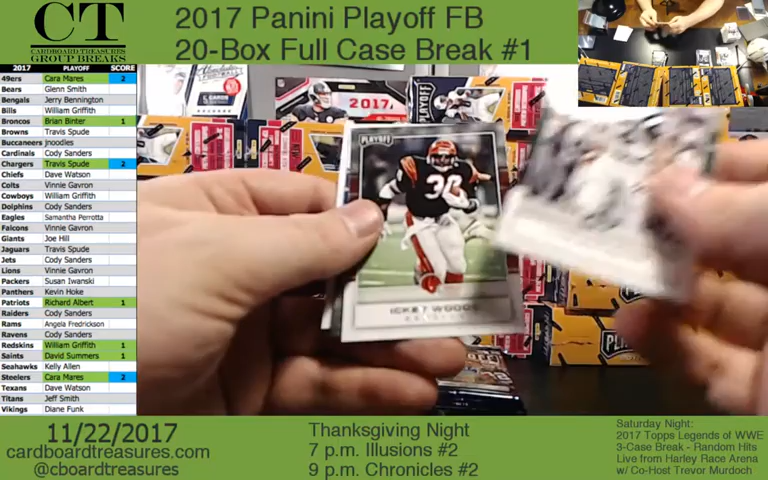 CT
CARDBOARD TREASURES
GROUP BREAKS
2017 Panini Playoff FB
20-Box Full Case Break #1
2017 PLAYOFF SCORE
49ers Cara Mares 2
Bears Glenn Smith
Bengals Jerry Bennington
Bills William Griffith
Broncos Brian Binter 1
Browns Travis Spude
Buccaneers Jnoodles
Cardinals Cody Sanders
Chargers Travis Spude 2
Chiefs Dave Watson
Colts Vinnie Gavron
Cowboys William Griffith
Dolphins Cody Sanders
Eagles Samantha Perrotta
Falcons Vinnie Gavron
Giants Joe Hill
Jaguars Travis Spude
Jets Cody Sanders
Lions Vinnie Gavron
Packers Susan Iwanski
Panthers Kevin Hoke
Patriots Richard Albert 1
Raiders Cody Sanders
Rams Angela Fredrickson
Ravens Cody Sanders
Redskins William Griffith 1
Saints David Summers 1
Seahawks Kelly Allen
Steelers Cara Mares 2
Texans Dave Watson
Titans Jeff Smith
Vikings Diane Funk
2017
PLAYOFF
PLAYOFF
30
ICKEY WOODS
11/22/2017
cardboardtreasures.com
@cboardtreasures
Thanksgiving Night
7 p.m. Illusions #2
9 p.m. Chronicles #2
Saturday Night:
2017 Topps Legends of WWE
3-Case Break - Random Hits
Live from Harley Race Arena
w/ Co-Host Trevor Murdoch